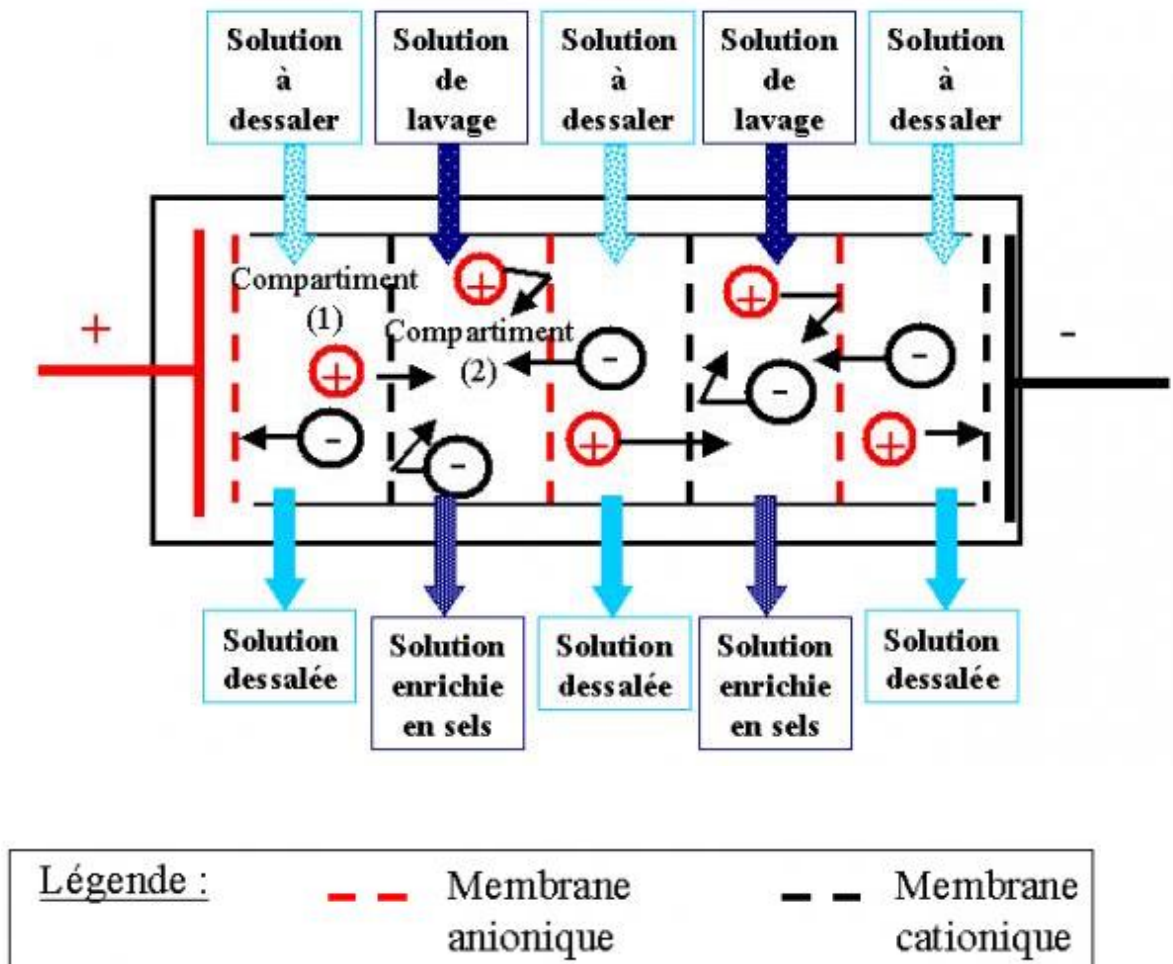 Solution
à
dessaler
Solution
de
lavage
Solution
à
dessaler
Solution
de
lavage
Solution
à
dessaler
+
-
Compartiment
(1)
Compartiment
(2)
+
+
-
-
-
+
+
-
-
+
Solution
dessalée
Solution
enrichie
en sels
Solution
dessalée
Solution
enrichie
en sels
Solution
dessalée
Légende :
Membrane
anionique
Membrane
cationique